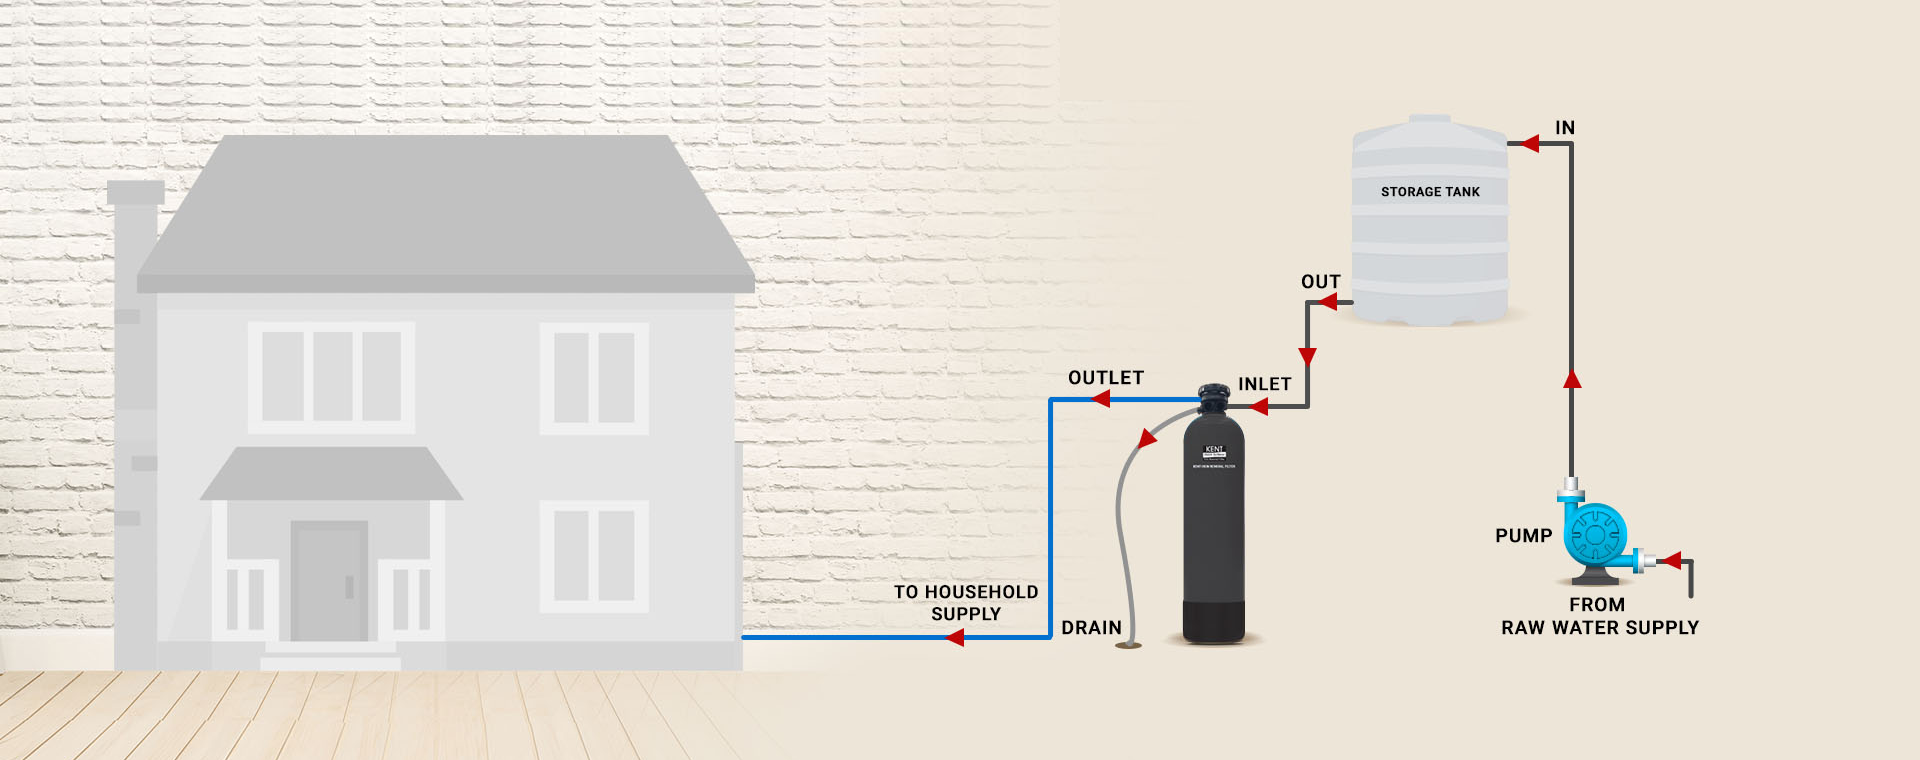 IN
STORAGE TANK
OUT
OUTLET
INLET
KENT
PUMP
TO HOUSEHOLD
SUPPLY
DRAIN
FROM
RAW WATER SUPPLY